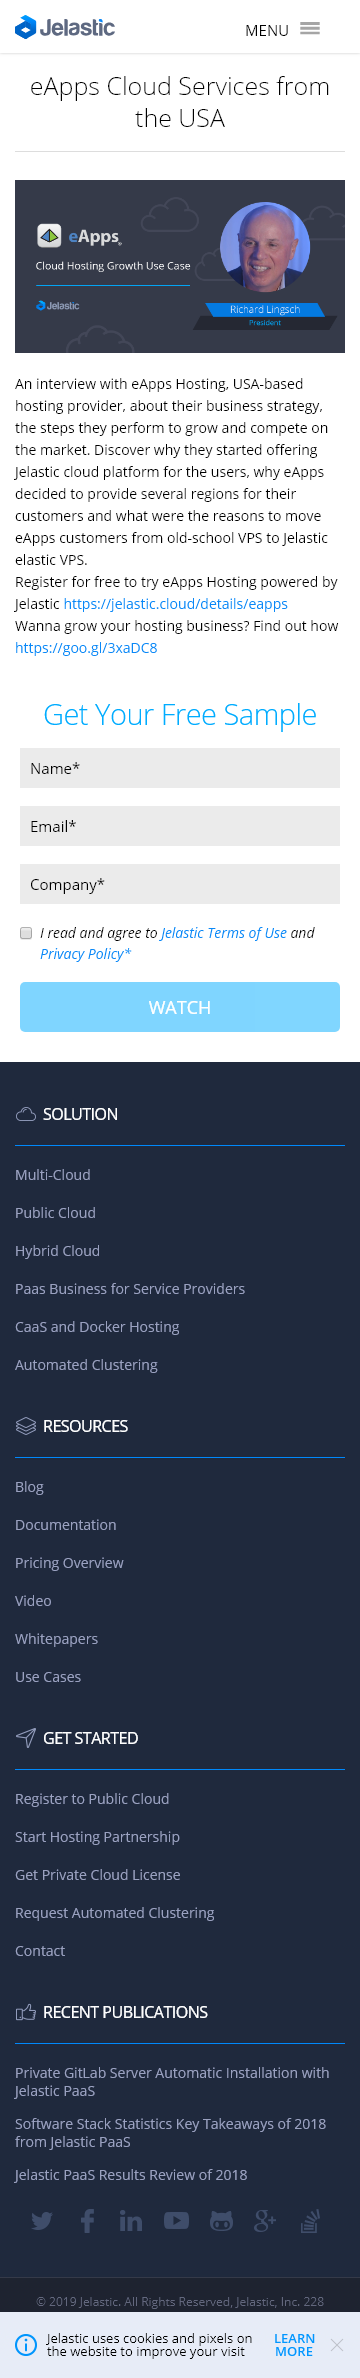 Jelastic
MENU
eApps Cloud Services from
the USA
eApps®
Cloud Hosting Growth Use Case
Jelastic
Richard Lingsch
President
An interview with eApps Hosting, USA-based
hosting provider, about their business strategy,
the steps they perform to grow and compete on
the market. Discover why they started offering
Jelastic cloud platform for the users, why eApps
decided to provide several regions for their
customers and what were the reasons to move
eApps customers from old-school VPS to Jelastic
elastic VPS.
Register for free to try eApps Hosting powered by
Jelastic https://jelastic.cloud/details/eapps
Wanna grow your hosting business? Find out how
https://goo.gl/3xaDC8
Get Your Free Sample
Name*
Email*
Company*
I read and agree to Jelastic Terms of Use and
Privacy Policy*
WATCH
SOLUTION
Multi-Cloud
Public Cloud
Hybrid Cloud
Paas Business for Service Providers
CaaS and Docker Hosting
Automated Clustering
RESOURCES
Blog
Documentation
Pricing Overview
Video
Whitepapers
Use Cases
GET STARTED
Register to Public Cloud
Start Hosting Partnership
Get Private Cloud License
Request Automated Clustering
Contact
RECENT PUBLICATIONS
Private GitLab Server Automatic Installation with
Jelastic PaaS
Software Stack Statistics Key Takeaways of 2018
from Jelastic PaaS
Jelastic PaaS Results Review of 2018
© 2019 Jelastic. All Rights Reserved, Jelastic, Inc. 228
Jelastic uses cookies and pixels on
the website to improve your visit
LEARN
MORE